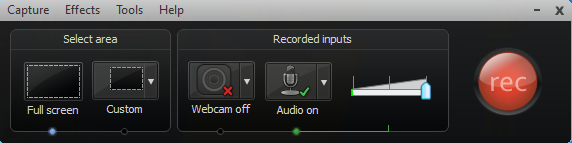 Capture Effects Tools Help
Select area
Recorded inputs
Full screen
Custom
Webcam off
Audio on
rec